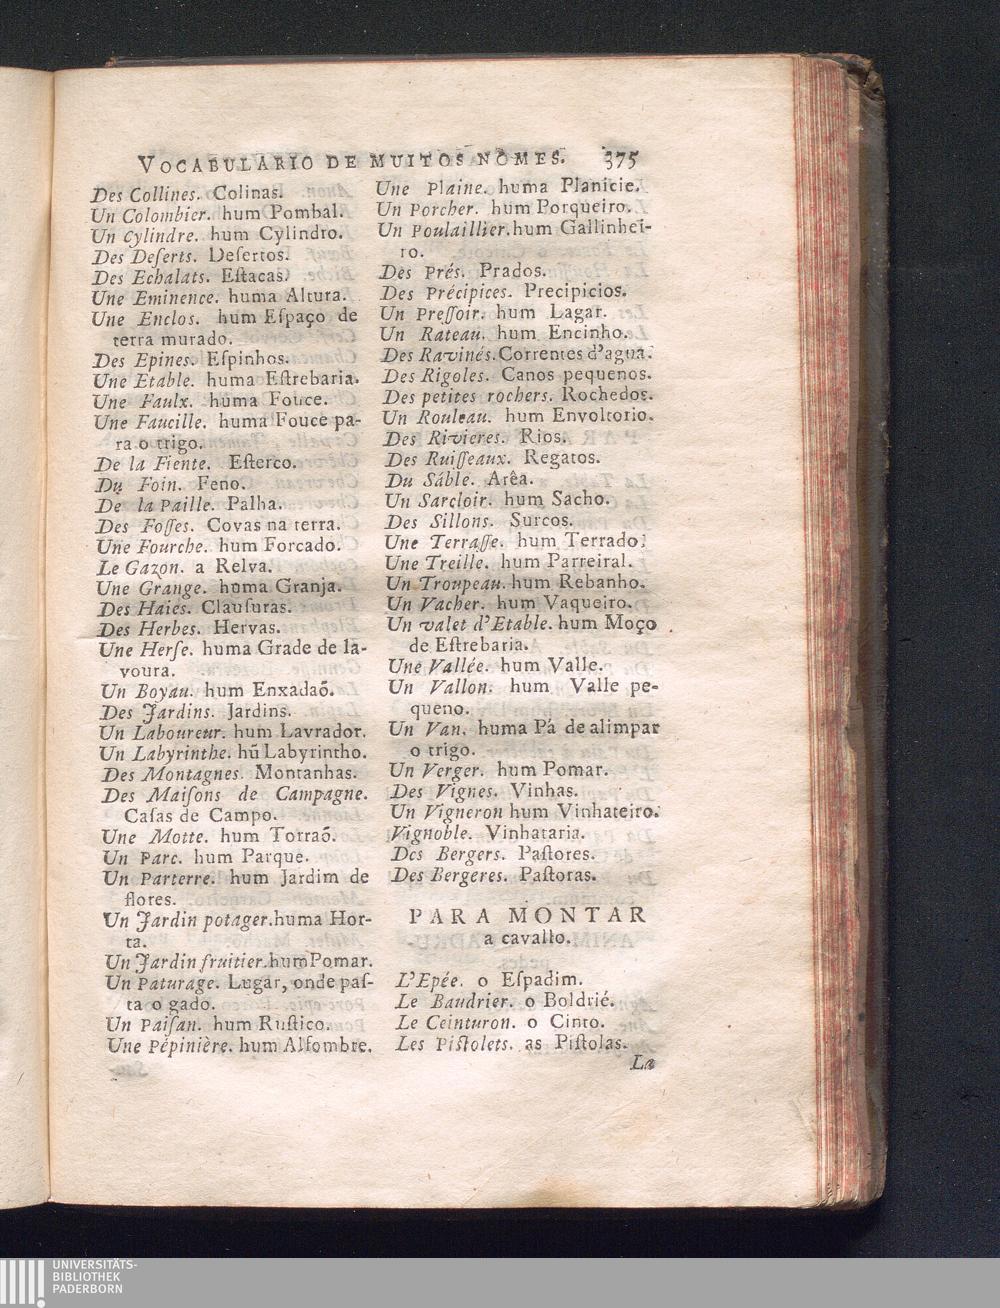 VOCABULARIO DE MUITOS NOMES. 375
Des Collines. Colinas.
Un Colombier. hum Pombal.
Un Cylindre. hum Cylindro.
Des Deſerts. Deſertos.
Des Echalats. Eſtacas.
Une Eminence. huma Altura.
Une Enclos. hum Eſpaço de
terra murado.
Des Epines. Eſpinhos.
Une Etable. huma Eſtrebaria.
Une Faulx. huma Fouce.
Une Faucille. huma Fouce pa-
ra o trigo.
De la Fiente. Eſterco.
Du Foin. Feno.
De la Paille. Palha.
Des Foſſes. Covas na terra.
Une Fourche. hum Forcado.
Le Gazon. a Relva.
Une Grange. huma Granja.
Des Haies. Clauſuras.
Des Herbes. Hervas.
Une Herſe. huma Grade de la-
voura.
Un Boyau. hum Enxadaõ.
Des Jardins. Jardins.
Un Laboureur. hum Lavrador.
Un Labyrinthe. hũ Labyrintho.
Des Montagnes. Montanhas.
Des Maiſons de Campagne.
Caſas de Campo.
Une Motte. hum Torraõ.
Un Parc. hum Parque.
Un Parterre. hum Jardim de
flores.
Un Jardin potager. huma Hor-
ta.
Un Jardin fruitier. hum Pomar.
Un Paturage. Lugar, onde paſ-
ta o gado.
Un Paiſan. hum Ruſtico.
Une Pépinière. hum Alfombre.
Une Plaine. huma Planicie.
Un Porcher. hum Porqueiro.
Un Poulaillier. hum Gallinhei-
ro.
Des Prés. Prados.
Des Précipices. Precipicios.
Un Preſſoir. hum Lagar.
Un Rateau. hum Encinho.
Des Ravinés. Correntes d'agua.
Des Rigoles. Canos pequenos.
Des petites rochers. Rochedos.
Un Rouleau. hum Envoltorio.
Des Rivieres. Rios.
Des Ruiſſeaux. Regatos.
Du Sáble. Arêa.
Un Sarcloir. hum Sacho.
Des Sillons. Surcos.
Une Terraſſe. hum Terrado.
Une Treille. hum Parreiral.
Un Troupeau. hum Rebanho.
Un Vacher. hum Vaqueiro.
Un valet d'Etable. hum Moço
de Eſtrebaria.
Une Vallée. hum Valle.
Un Vallon. hum Valle pe-
queno.
Un Van. huma Pá de alimpar
o trigo.
Un Verger. hum Pomar.
Des Vignes. Vinhas.
Un Vigneron hum Vinhateiro.
Vignoble. Vinhataria.
Des Bergers. Paſtores.
Des Bergeres. Paſtoras.
PARA MONTAR
a cavallo.
L'Epée. o Eſpadim.
Le Baudrier. o Boldrié.
Le Ceinturon. o Cinto.
Les Piſtolets. as Piſtolas.
La
UNIVERSITÄTS-
BIBLIOTHEK
PADERBORN